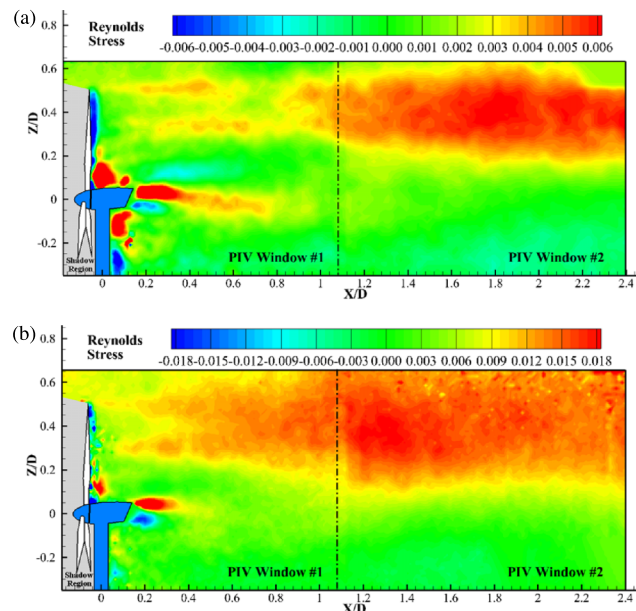 (a)
Reynolds
Stress
-0.006-0.005-0.004-0.003-0.002-0.001 0.000 0.001 0.002 0.003 0.004 0.005 0.006
0.8
0.6
0.4
0.2
0
-0.2
Z/D
Shadow
Region
PIV Window #1
PIV Window #2
0 0.2 0.4 0.6 0.8 1 1.2 1.4 1.6 1.8 2 2.2 2.4
X/D
(b)
Reynolds
Stress
-0.018-0.015-0.012-0.009-0.006-0.003 0.000 0.003 0.006 0.009 0.012 0.015 0.018
0.8
0.6
0.4
0.2
0
-0.2
Z/D
Shadow
Region
PIV Window #1
PIV Window #2
0 0.2 0.4 0.6 0.8 1 1.2 1.4 1.6 1.8 2 2.2 2.4
X/D